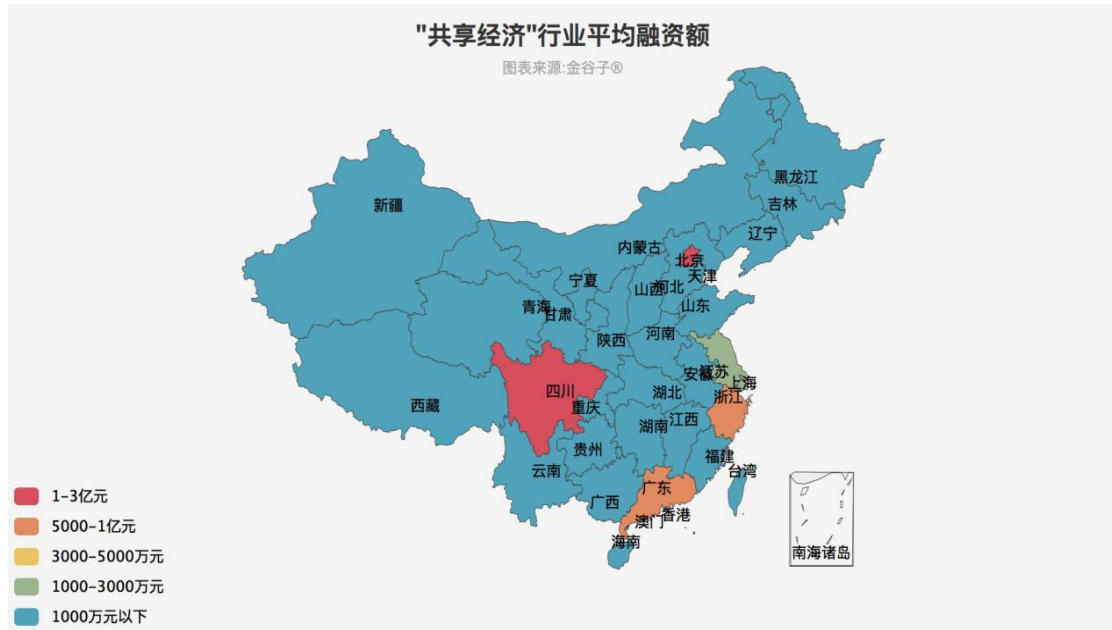 "共享经济"行业平均融资额
图表来源:金谷子®
黑龙江
吉林
新疆
辽宁
内蒙古
北京
天津
宁夏
山西
河北
青海
甘肃
山东
陕西
河南
安徽
江苏
上海
四川
湖北
浙江
西藏
重庆
湖南
江西
贵州
福建
云南
台湾
广西
广东
澳门
香港
海南
南海诸岛
1-3亿元
5000-1亿元
3000-5000万元
1000-3000万元
1000万元以下